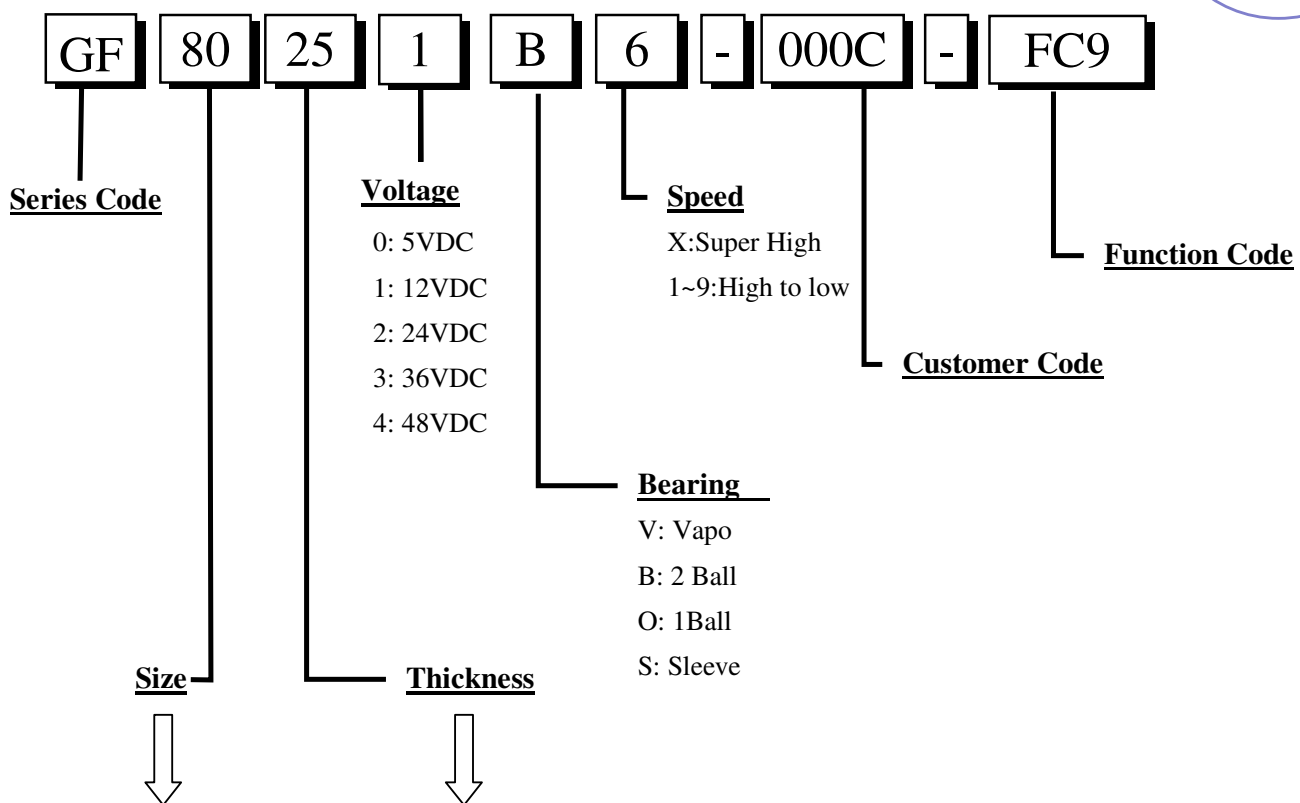 GF 80 25 1 B 6 - 000C - FC9
Series Code
Voltage
0: 5VDC
1: 12VDC
2: 24VDC
3: 36VDC
4: 48VDC
Speed
X:Super High
1~9:High to low
Function Code
Customer Code
Bearing
V: Vapo
B: 2 Ball
O: 1Ball
S: Sleeve
Size
Thickness